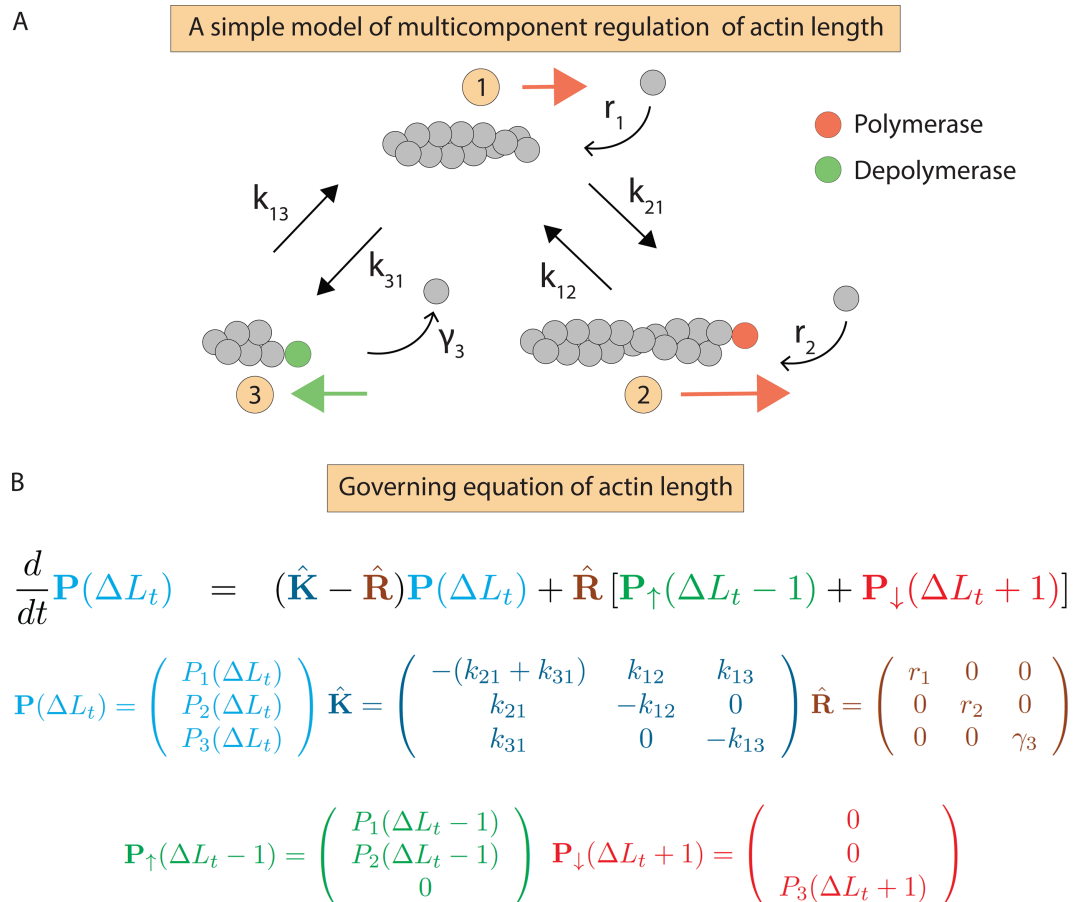 A
A simple model of multicomponent regulation of actin length
1
r₁
Polymerase
Depolymerase
k₁₃
k₂₁
k₃₁
k₁₂
γ₃
r₂
3
2
B
Governing equation of actin length
d/dt P(ΔLₜ) = (K̂ − R̂)P(ΔLₜ) + R̂ [P↑(ΔLₜ − 1) + P↓(ΔLₜ + 1)]
P(ΔLₜ) = ( P₁(ΔLₜ) P₂(ΔLₜ) P₃(ΔLₜ) ) K̂ = ( −(k₂₁ + k₃₁) k₁₂ k₁₃ k₂₁ −k₁₂ 0 k₃₁ 0 −k₁₃ ) R̂ = ( r₁ 0 0 0 r₂ 0 0 0 γ₃ )
P↑(ΔLₜ − 1) = ( P₁(ΔLₜ − 1) P₂(ΔLₜ − 1) 0 ) P↓(ΔLₜ + 1) = ( 0 0 P₃(ΔLₜ + 1) )